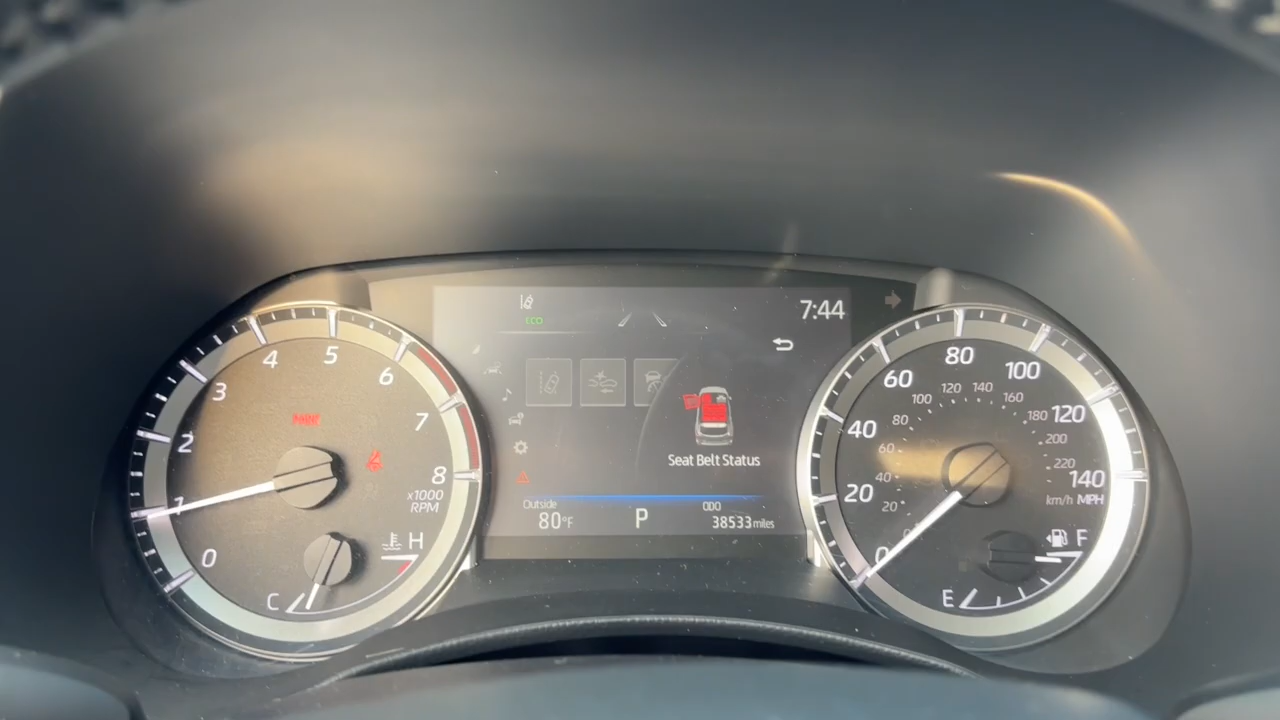 7:44
ECO
Seat Belt Status
Outside
80°F
P
ODO
38533 miles
0
1
2
3
4
5
6
7
8
x1000
RPM
C
H
0
20
40
60
80
100
120
140
20
40
60
80
100
120
140
160
180
200
220
km/h MPH
E
F